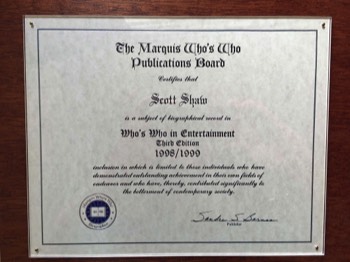 The Marquis Who's Who
Publications Board
Certifies that
Scott Shaw
is a subject of biographical record in
Who's Who in Entertainment
Third Edition
1998/1999
inclusion in which is limited to those individuals who have
demonstrated outstanding achievement in their own fields of
endeavor and who have, thereby, contributed significantly to
the betterment of contemporary society.
Sandra S. Barnes